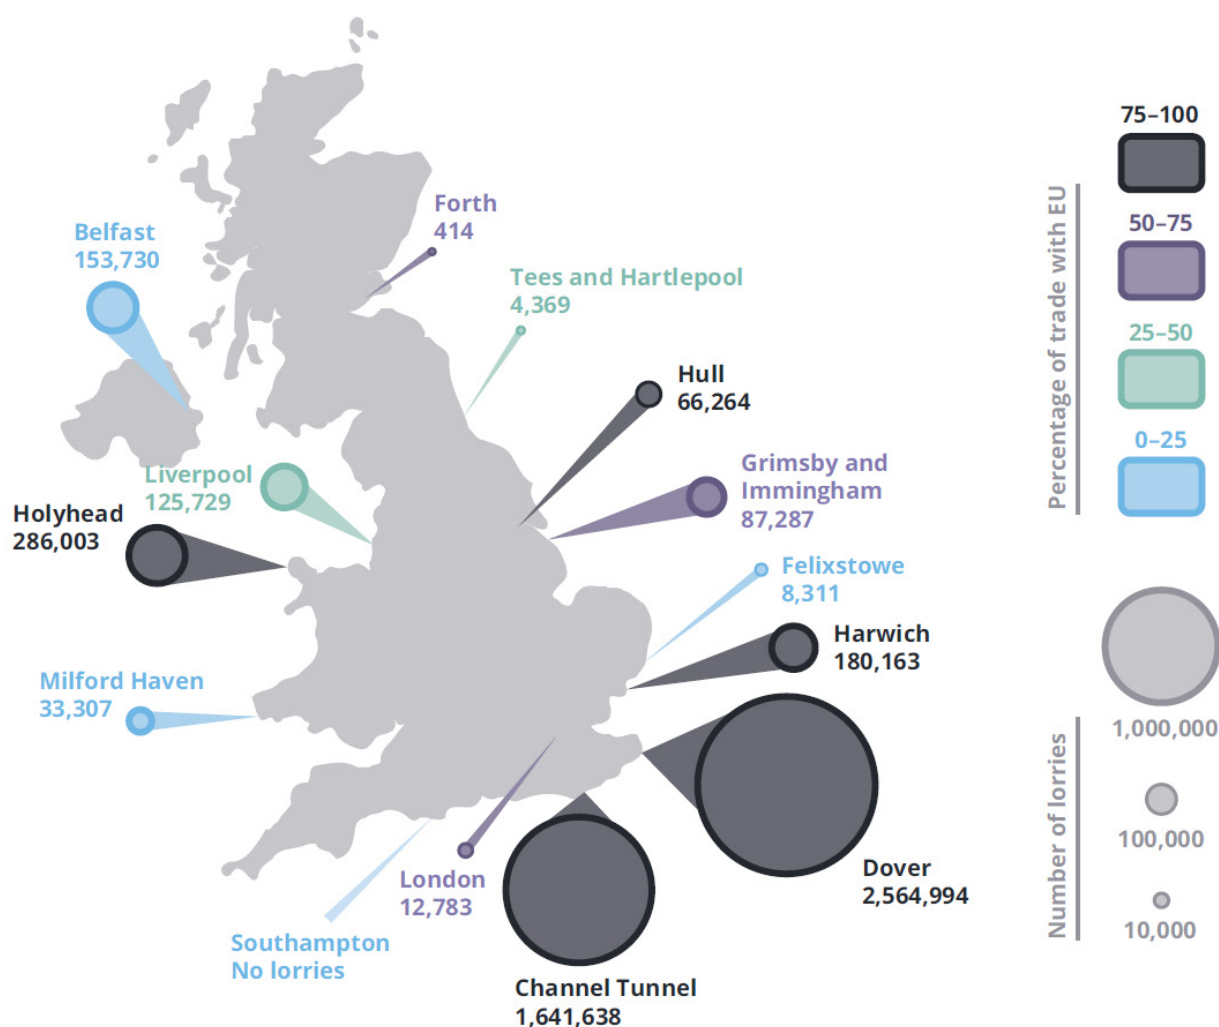 Forth
414
Belfast
153,730
Tees and Hartlepool
4,369
Hull
66,264
Liverpool
125,729
Grimsby and
Immingham
87,287
Holyhead
286,003
Felixstowe
8,311
Harwich
180,163
Milford Haven
33,307
Dover
2,564,994
London
12,783
Southampton
No lorries
Channel Tunnel
1,641,638
Percentage of trade with EU
75–100
50–75
25–50
0–25
Number of lorries
1,000,000
100,000
10,000